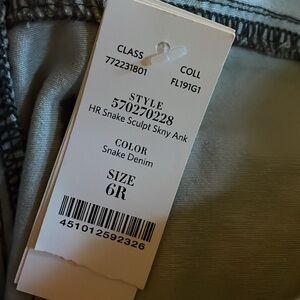 CLASS COLL
772231801 FL191G1
STYLE
570270228
HR Snake Sculpt Skny Ank
COLOR
Snake Denim
SIZE
6R
451012592326